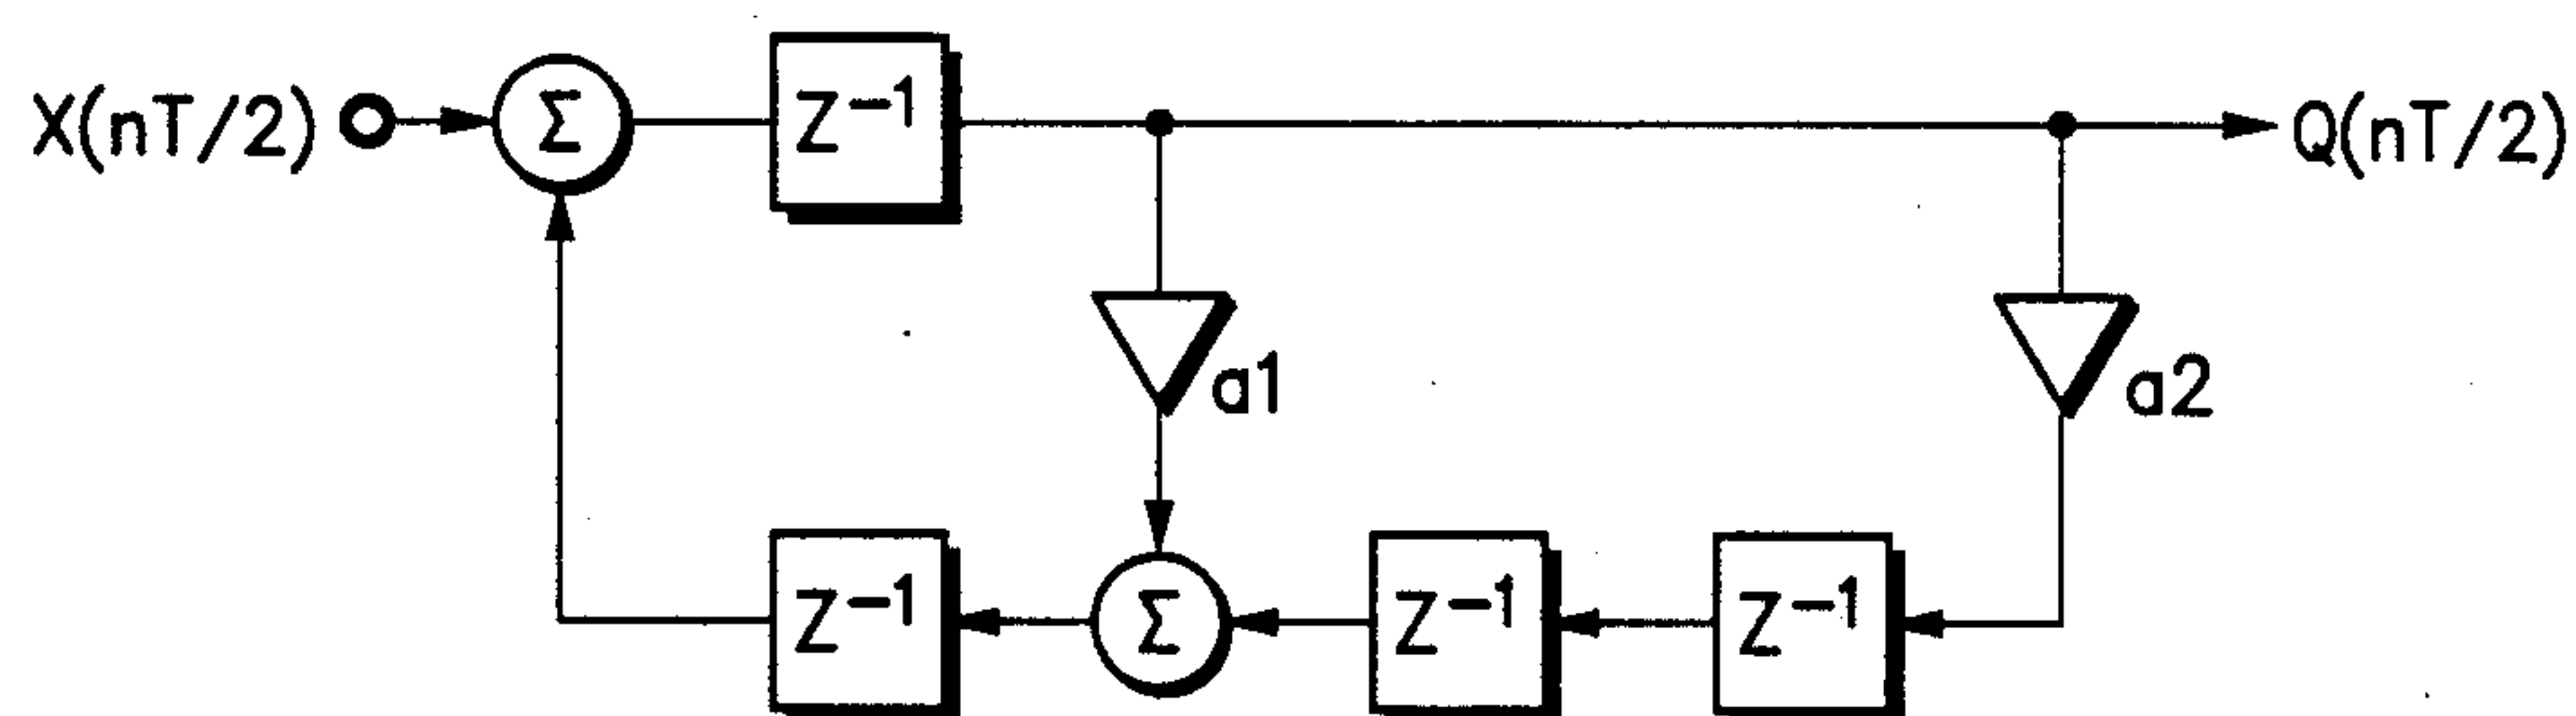 X(nT/2)
Σ
Z⁻¹
Q(nT/2)
a1
a2
Z⁻¹
Σ
Z⁻¹
Z⁻¹